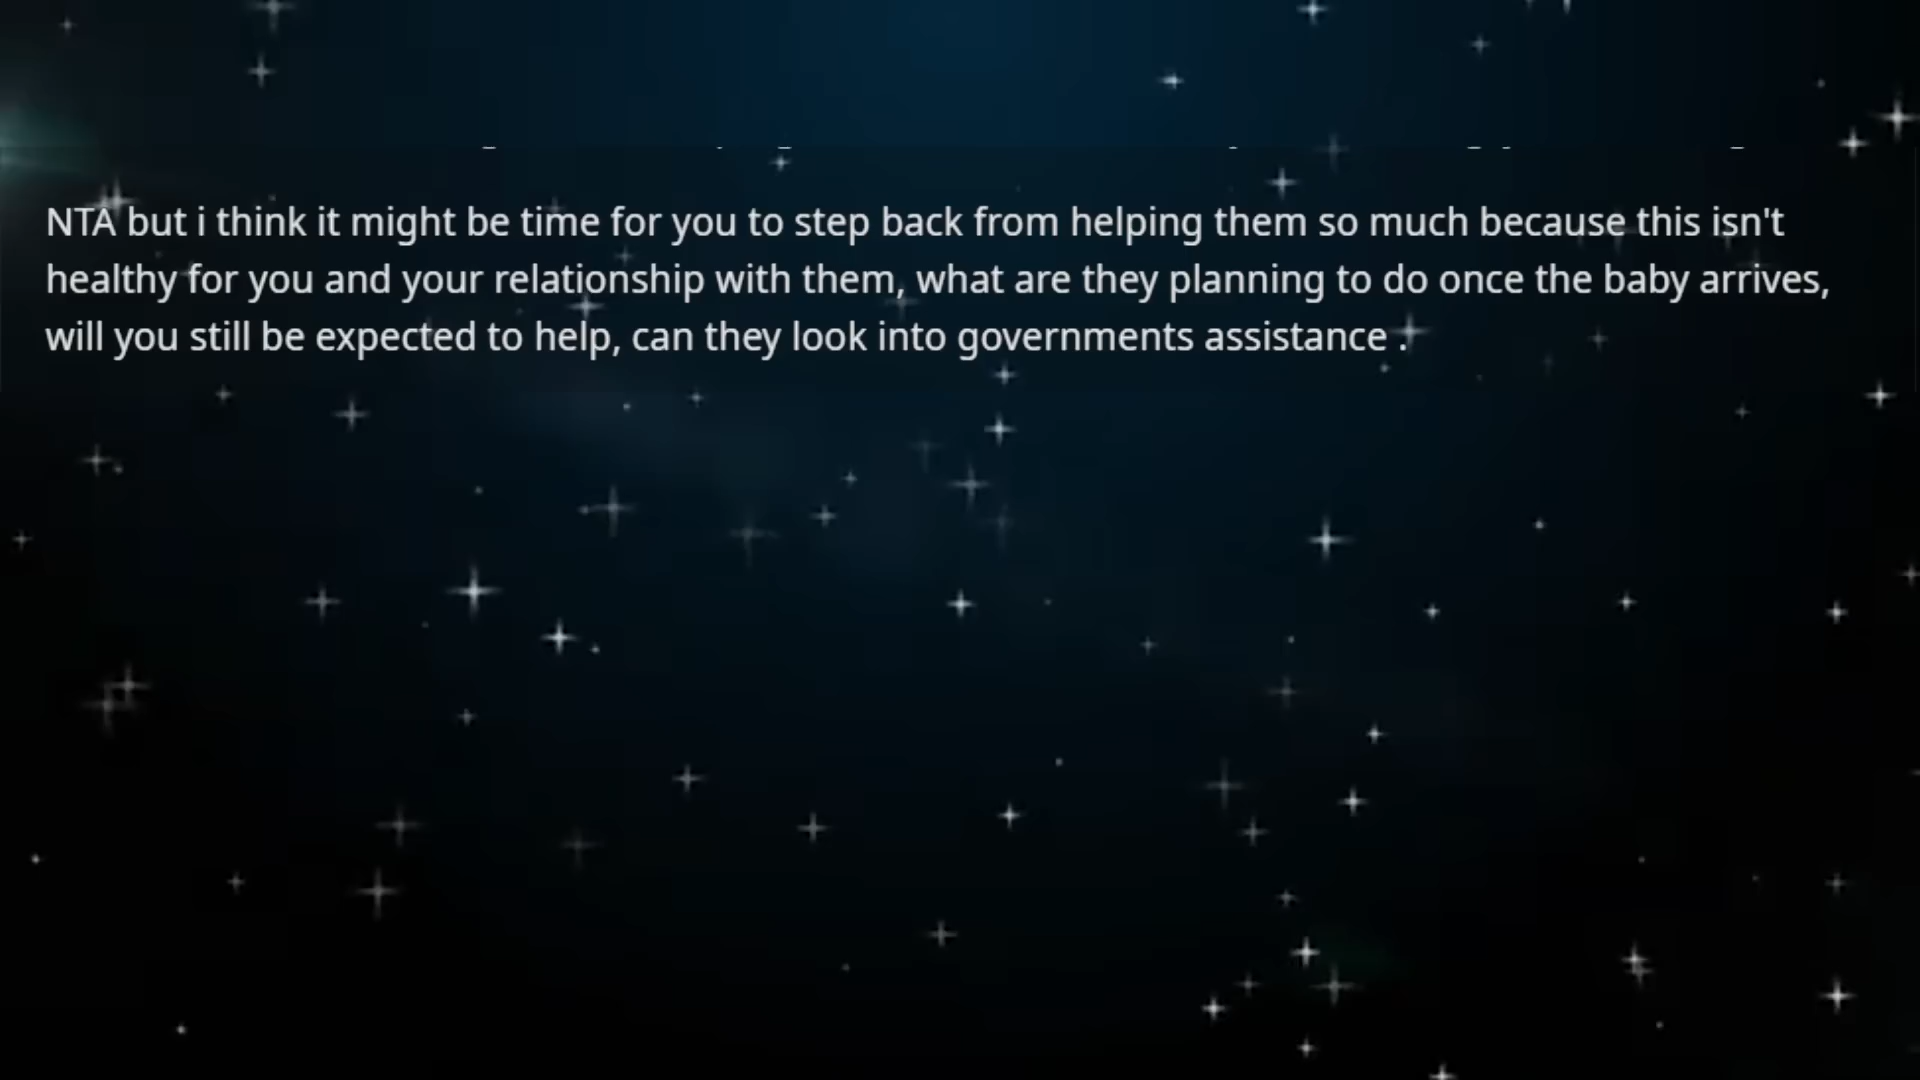 NTA but i think it might be time for you to step back from helping them so much because this isn't
healthy for you and your relationship with them, what are they planning to do once the baby arrives,
will you still be expected to help, can they look into governments assistance .